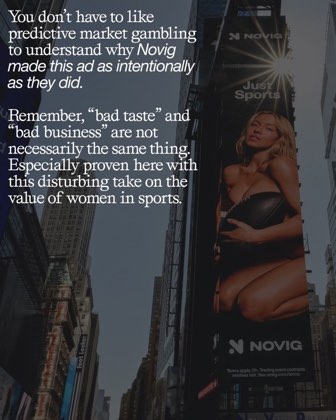 You don't have to like
predictive market gambling
to understand why Novig
made this ad as intentionally
as they did.
Remember, “bad taste” and
“bad business” are not
necessarily the same thing.
Especially proven here with
this disturbing take on the
value of women in sports.
NOVIG
Just
Sports
NOVIG